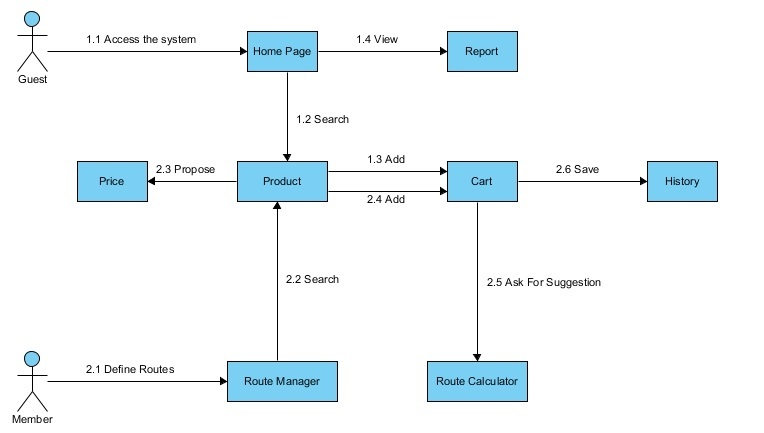 1.1 Access the system
1.4 View
Home Page
Report
Guest
1.2 Search
1.3 Add
2.3 Propose
2.6 Save
Price
Product
Cart
History
2.4 Add
2.2 Search
2.5 Ask For Suggestion
2.1 Define Routes
Route Manager
Route Calculator
Member